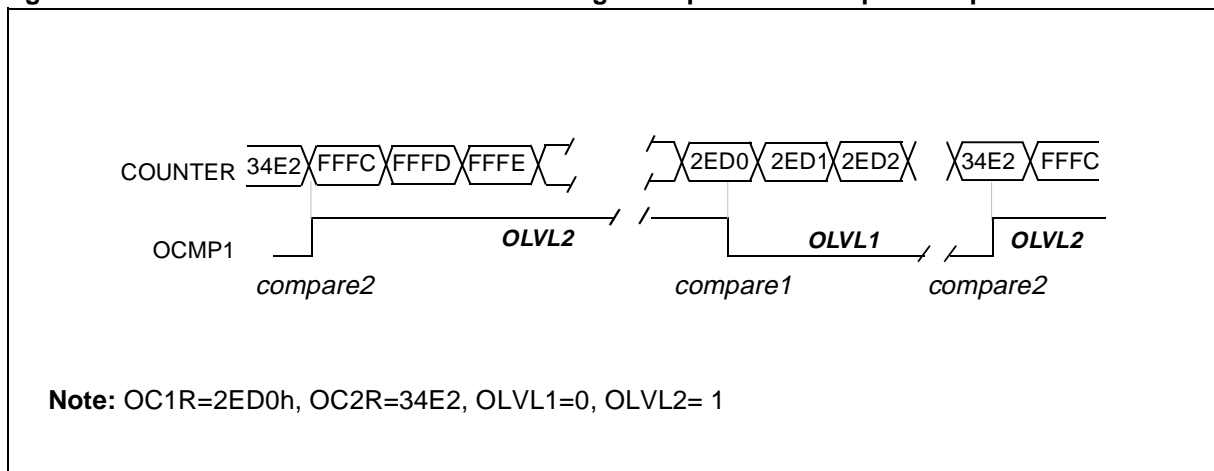 COUNTER 34E2 FFFC FFFD FFFE 2ED0 2ED1 2ED2 34E2 FFFC
OCMP1 OLVL2 OLVL1 OLVL2
compare2 compare1 compare2
Note: OC1R=2ED0h, OC2R=34E2, OLVL1=0, OLVL2= 1